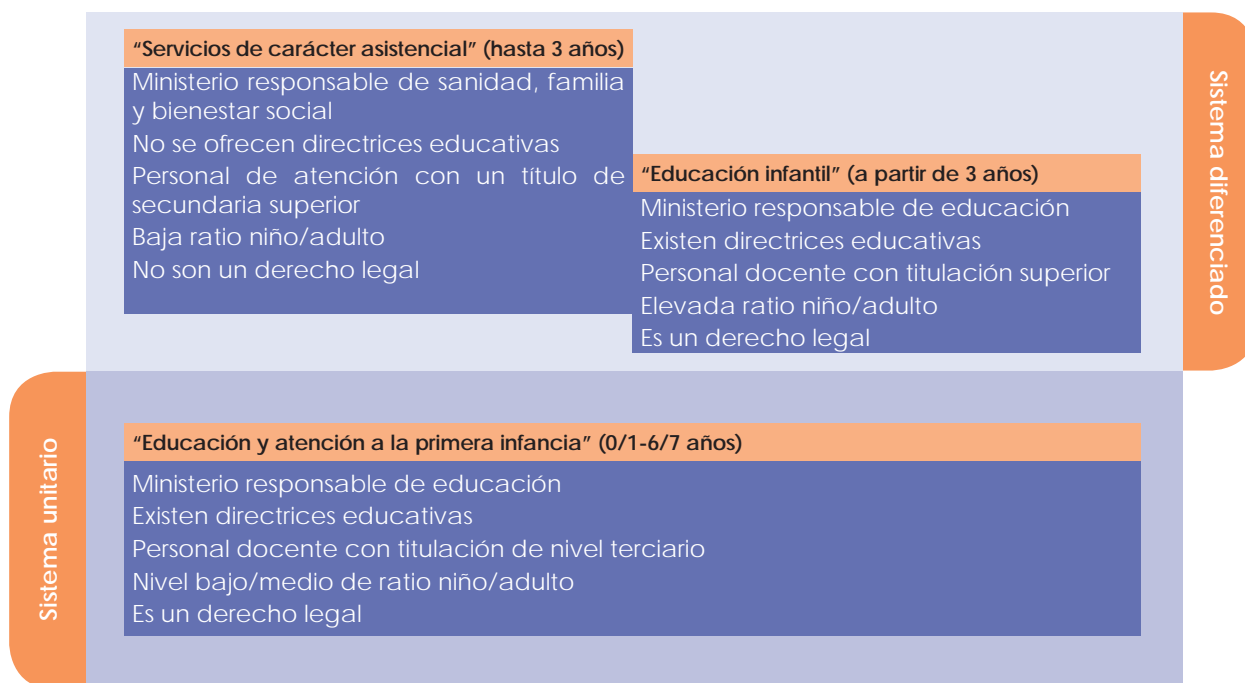 “Servicios de carácter asistencial” (hasta 3 años)
Ministerio responsable de sanidad, familia
y bienestar social
No se ofrecen directrices educativas
Personal de atención con un título de
secundaria superior
Baja ratio niño/adulto
No son un derecho legal
“Educación infantil” (a partir de 3 años)
Ministerio responsable de educación
Existen directrices educativas
Personal docente con titulación superior
Elevada ratio niño/adulto
Es un derecho legal
Sistema diferenciado
Sistema unitario
“Educación y atención a la primera infancia” (0/1-6/7 años)
Ministerio responsable de educación
Existen directrices educativas
Personal docente con titulación de nivel terciario
Nivel bajo/medio de ratio niño/adulto
Es un derecho legal